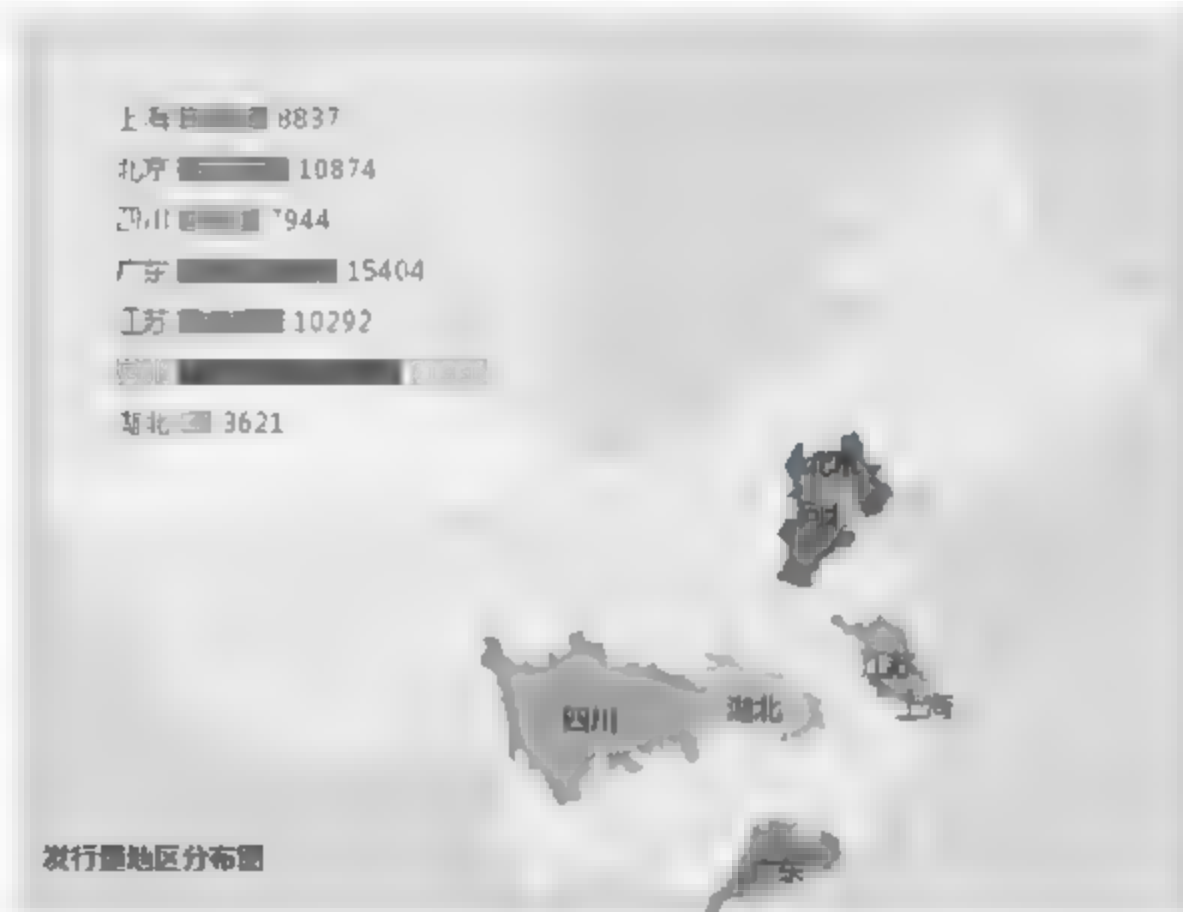 上海 8837
北京 10874
四川 7944
广东 15404
江苏 10292
湖北 3621
北京
四川
湖北
江苏
上海
广东
发行量地区分布图